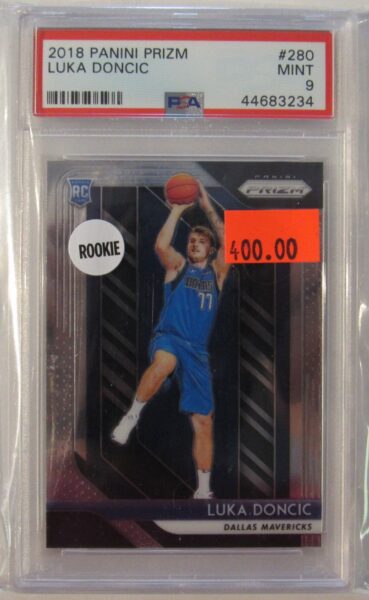 2018 PANINI PRIZM #280
LUKA DONCIC MINT
9
PSA 44683234
RC
PANINI
PRIZM
ROOKIE
400.00
DALLAS
77
LUKA DONCIC
DALLAS MAVERICKS